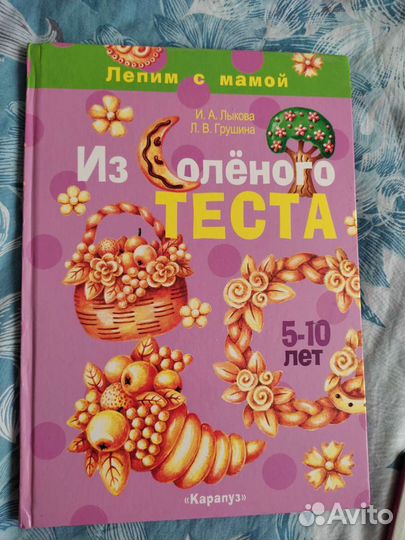 Лепим с мамой
И. А. Лыкова
Л. В. Грушина
Из Солёного
ТЕСТА
5-10
лет
«Карапуз»
Avito